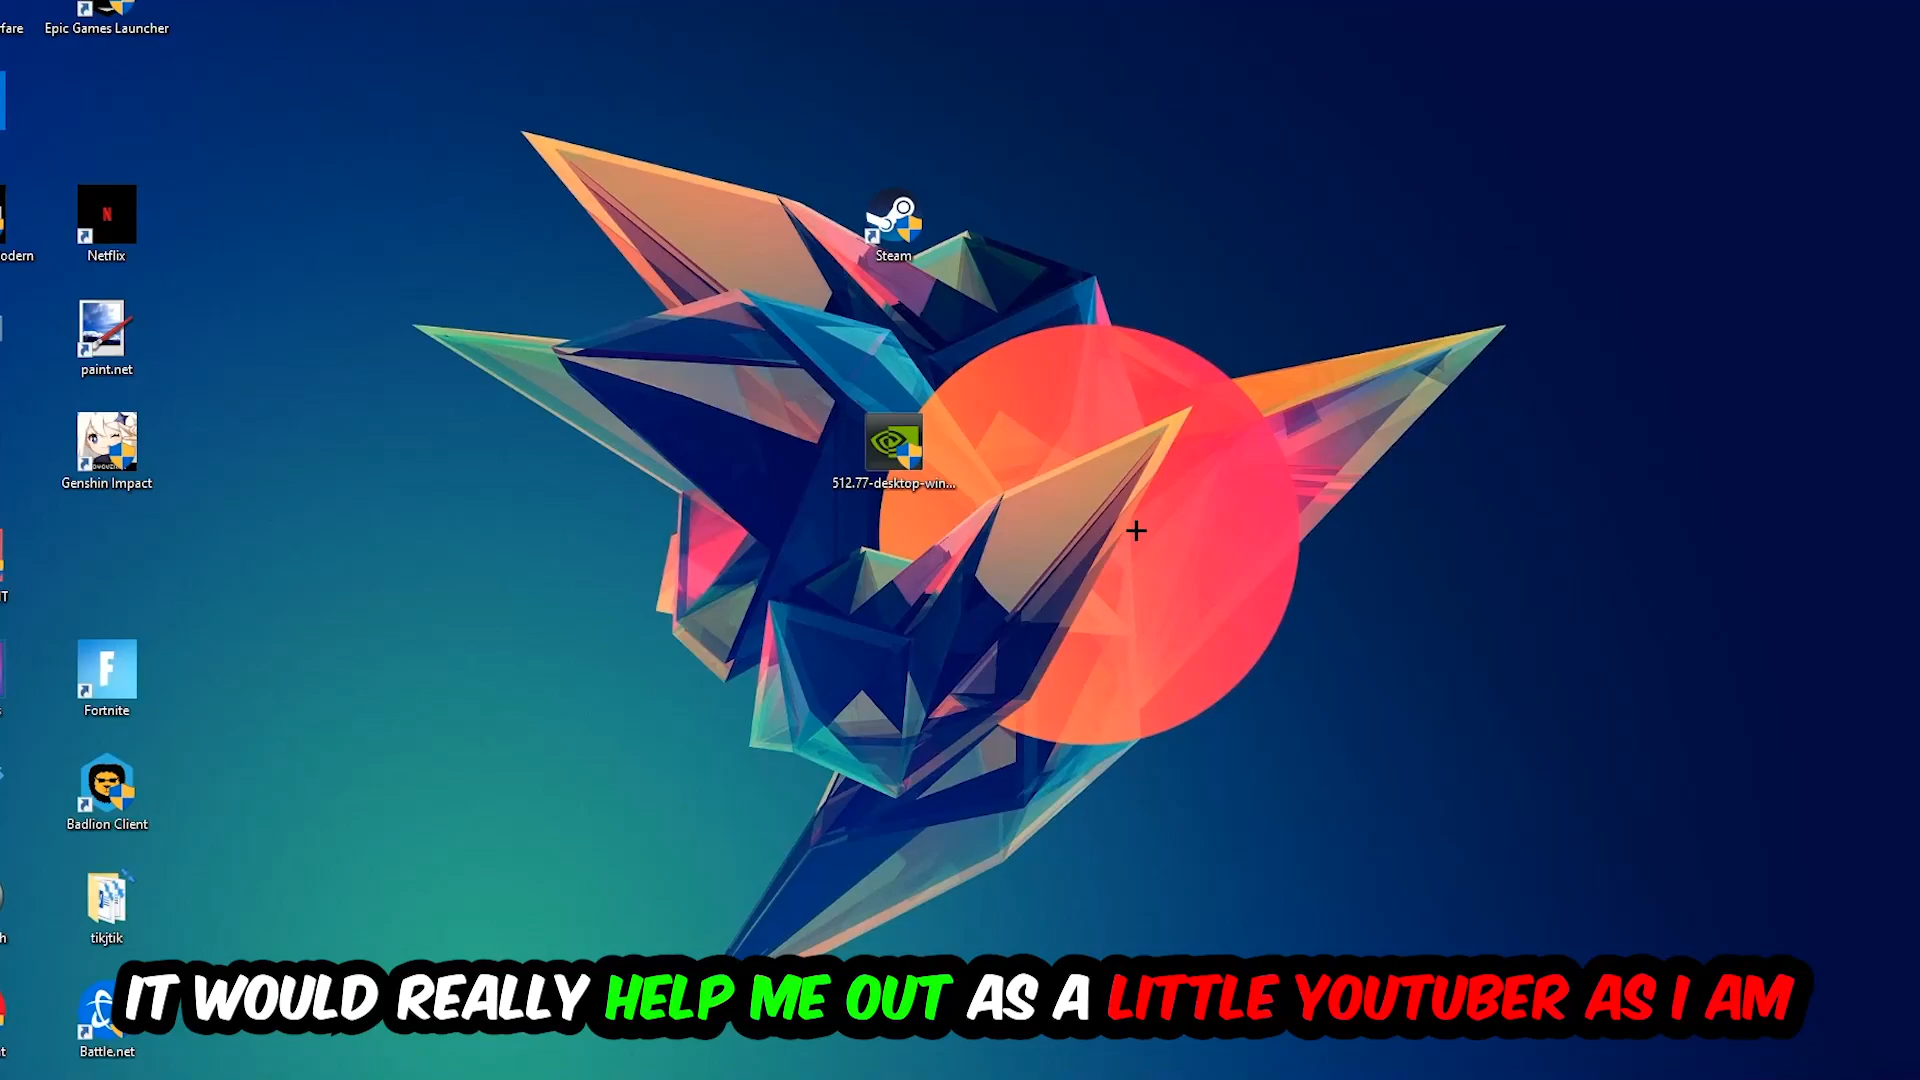 fare
Epic Games Launcher
odern
N
Netflix
Steam
paint.net
Genshin Impact
512.77-desktop-win...
IT
F
Fortnite
s
Badlion Client
h
tikjtik
IT WOULD REALLY HELP ME OUT AS A LITTLE YOUTUBER AS I AM
t
Battle.net